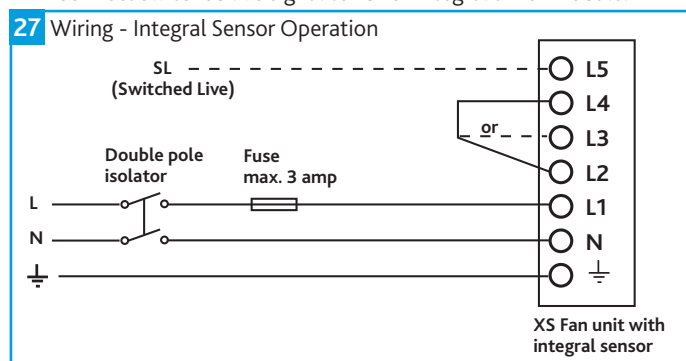 27 Wiring - Integral Sensor Operation
SL
(Switched Live)
L5
L4
or
L3
Double pole
isolator
Fuse
max. 3 amp
L2
L
L1
N
N
XS Fan unit with
integral sensor